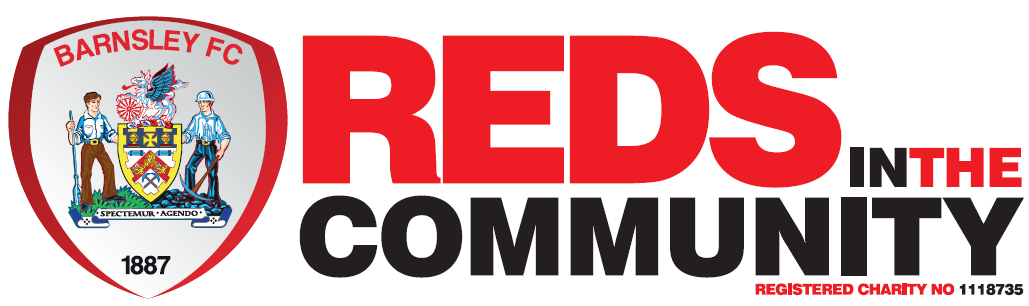 BARNSLEY FC
SPECTEMUR · AGENDO
1887
REDS
INTHE
COMMUNITY
REGISTERED CHARITY NO 1118735